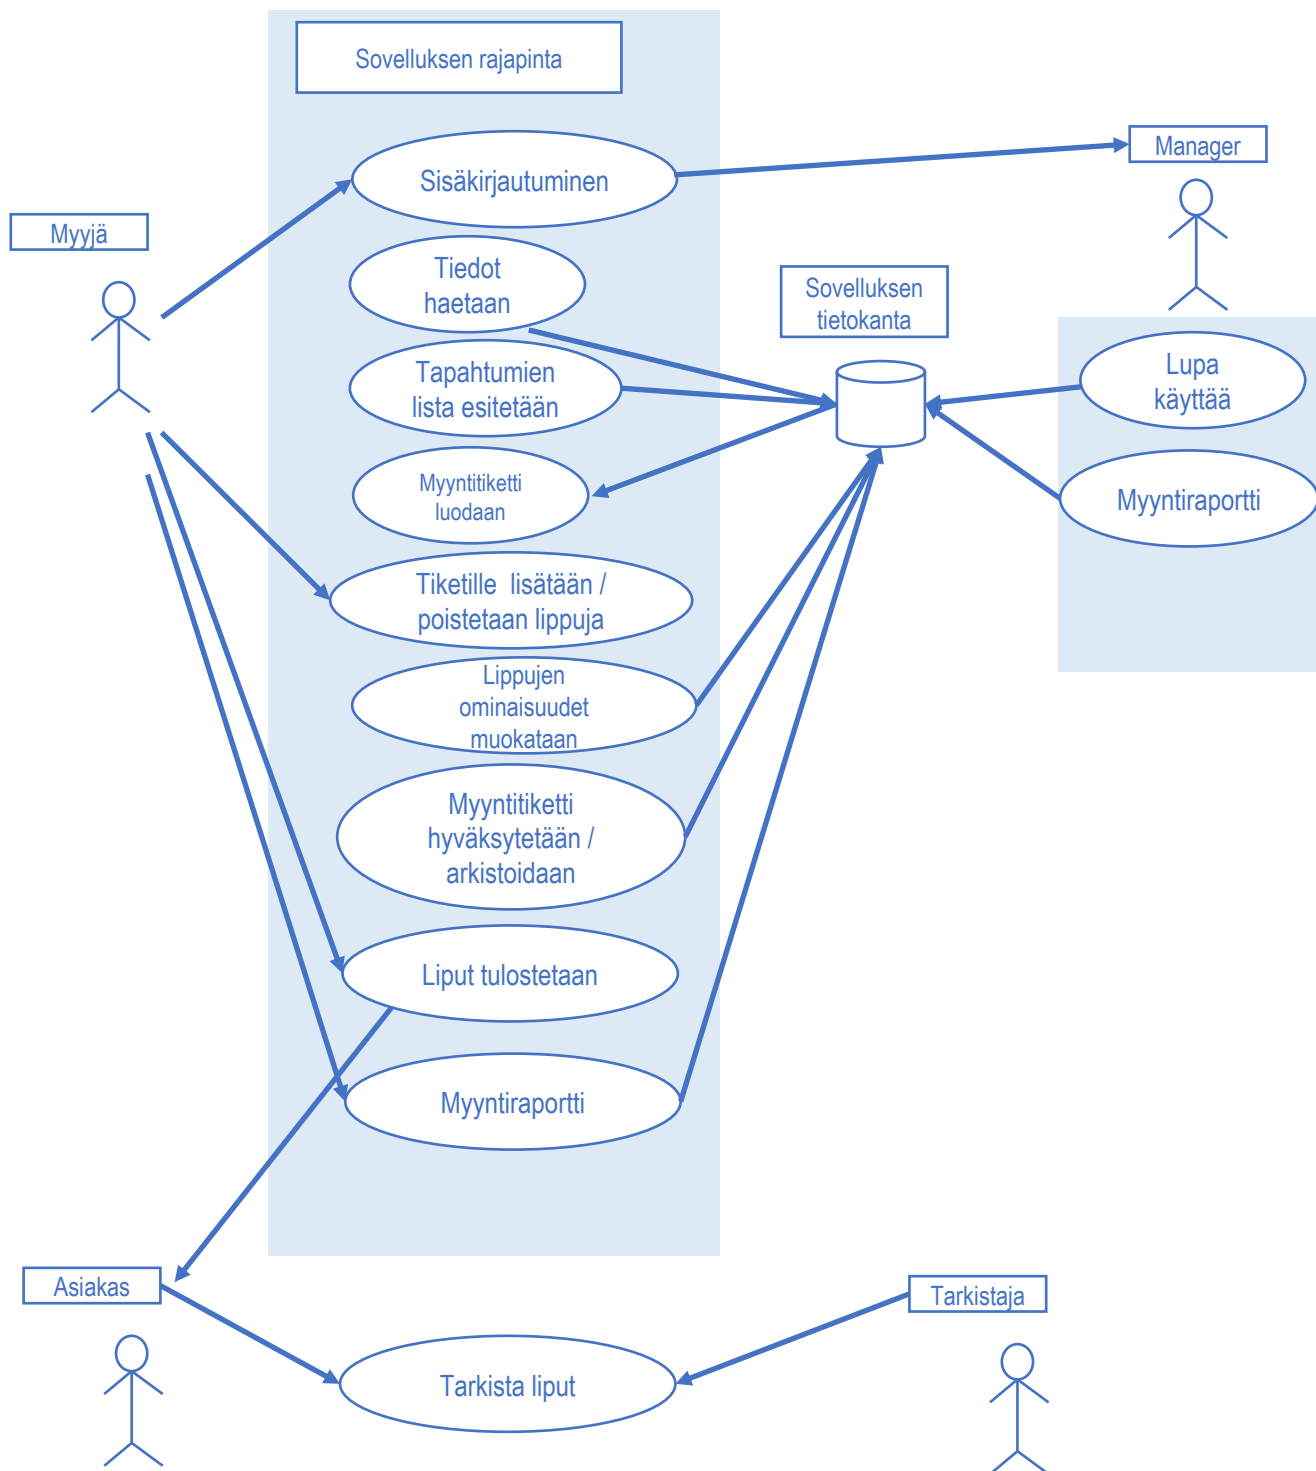 Sovelluksen rajapinta
Sisäkirjautuminen
Manager
Myyjä
Tiedot
haetaan
Sovelluksen
tietokanta
Tapahtumien
lista esitetään
Lupa
käyttää
Myyntitiketti
luodaan
Myyntiraportti
Tiketille lisätään /
poistetaan lippuja
Lippujen
ominaisuudet
muokataan
Myyntitiketti
hyväksytetään /
arkistoidaan
Liput tulostetaan
Myyntiraportti
Asiakas
Tarkistaja
Tarkista liput